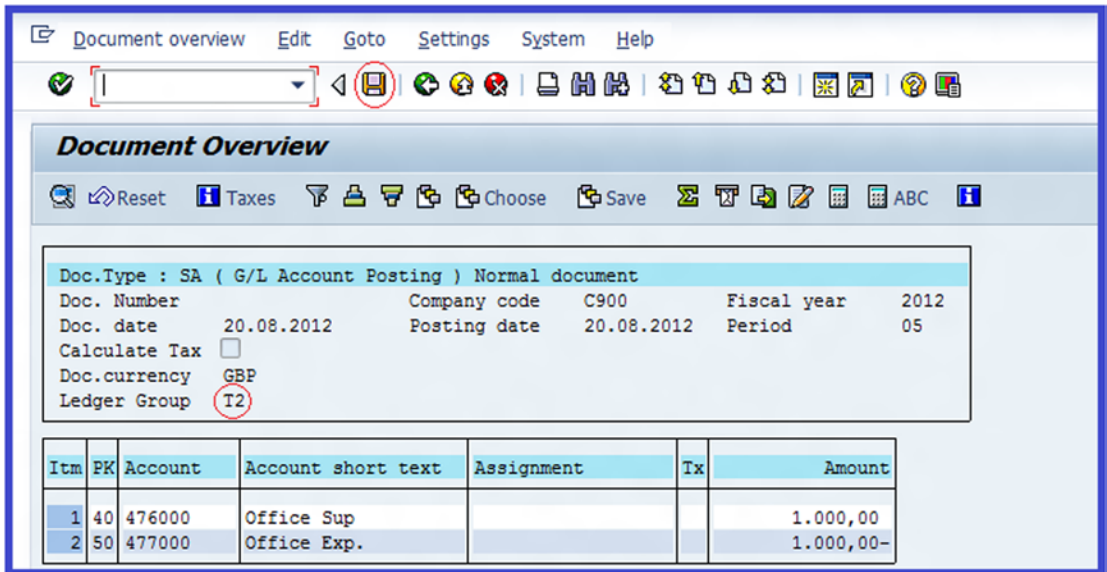 Document overview Edit Goto Settings System Help
Document Overview
Reset Taxes Choose Save ABC
Doc.Type : SA ( G/L Account Posting ) Normal document
Doc. Number Company code C900 Fiscal year 2012
Doc. date 20.08.2012 Posting date 20.08.2012 Period 05
Calculate Tax
Doc.currency GBP
Ledger Group T2
Itm PK Account Account short text Assignment Tx Amount
1 40 476000 Office Sup 1.000,00
2 50 477000 Office Exp. 1.000,00-